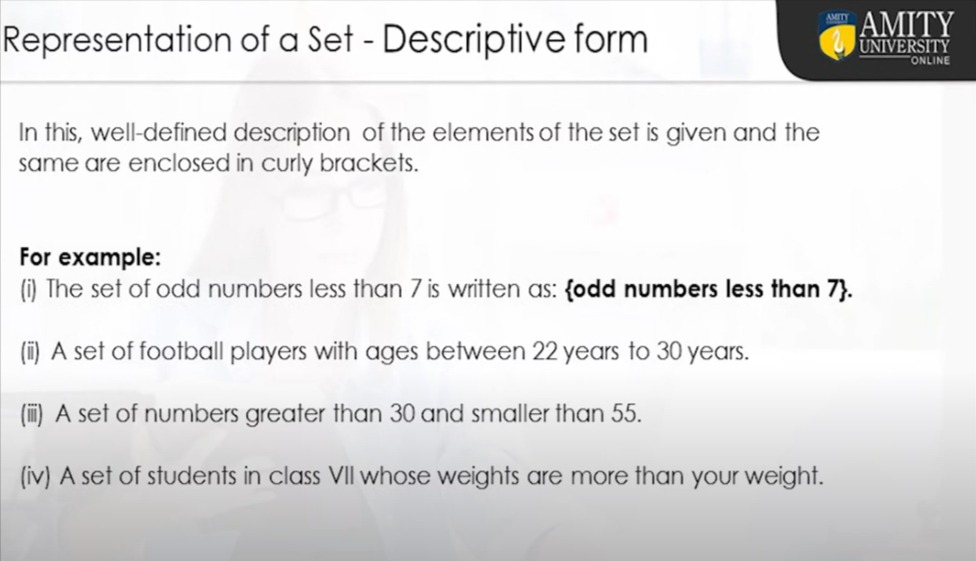 Representation of a Set - Descriptive form
AMITY
AMITY
UNIVERSITY
ONLINE
In this, well-defined description of the elements of the set is given and the
same are enclosed in curly brackets.
For example:
(i) The set of odd numbers less than 7 is written as: {odd numbers less than 7}.
(ii) A set of football players with ages between 22 years to 30 years.
(iii) A set of numbers greater than 30 and smaller than 55.
(iv) A set of students in class VII whose weights are more than your weight.